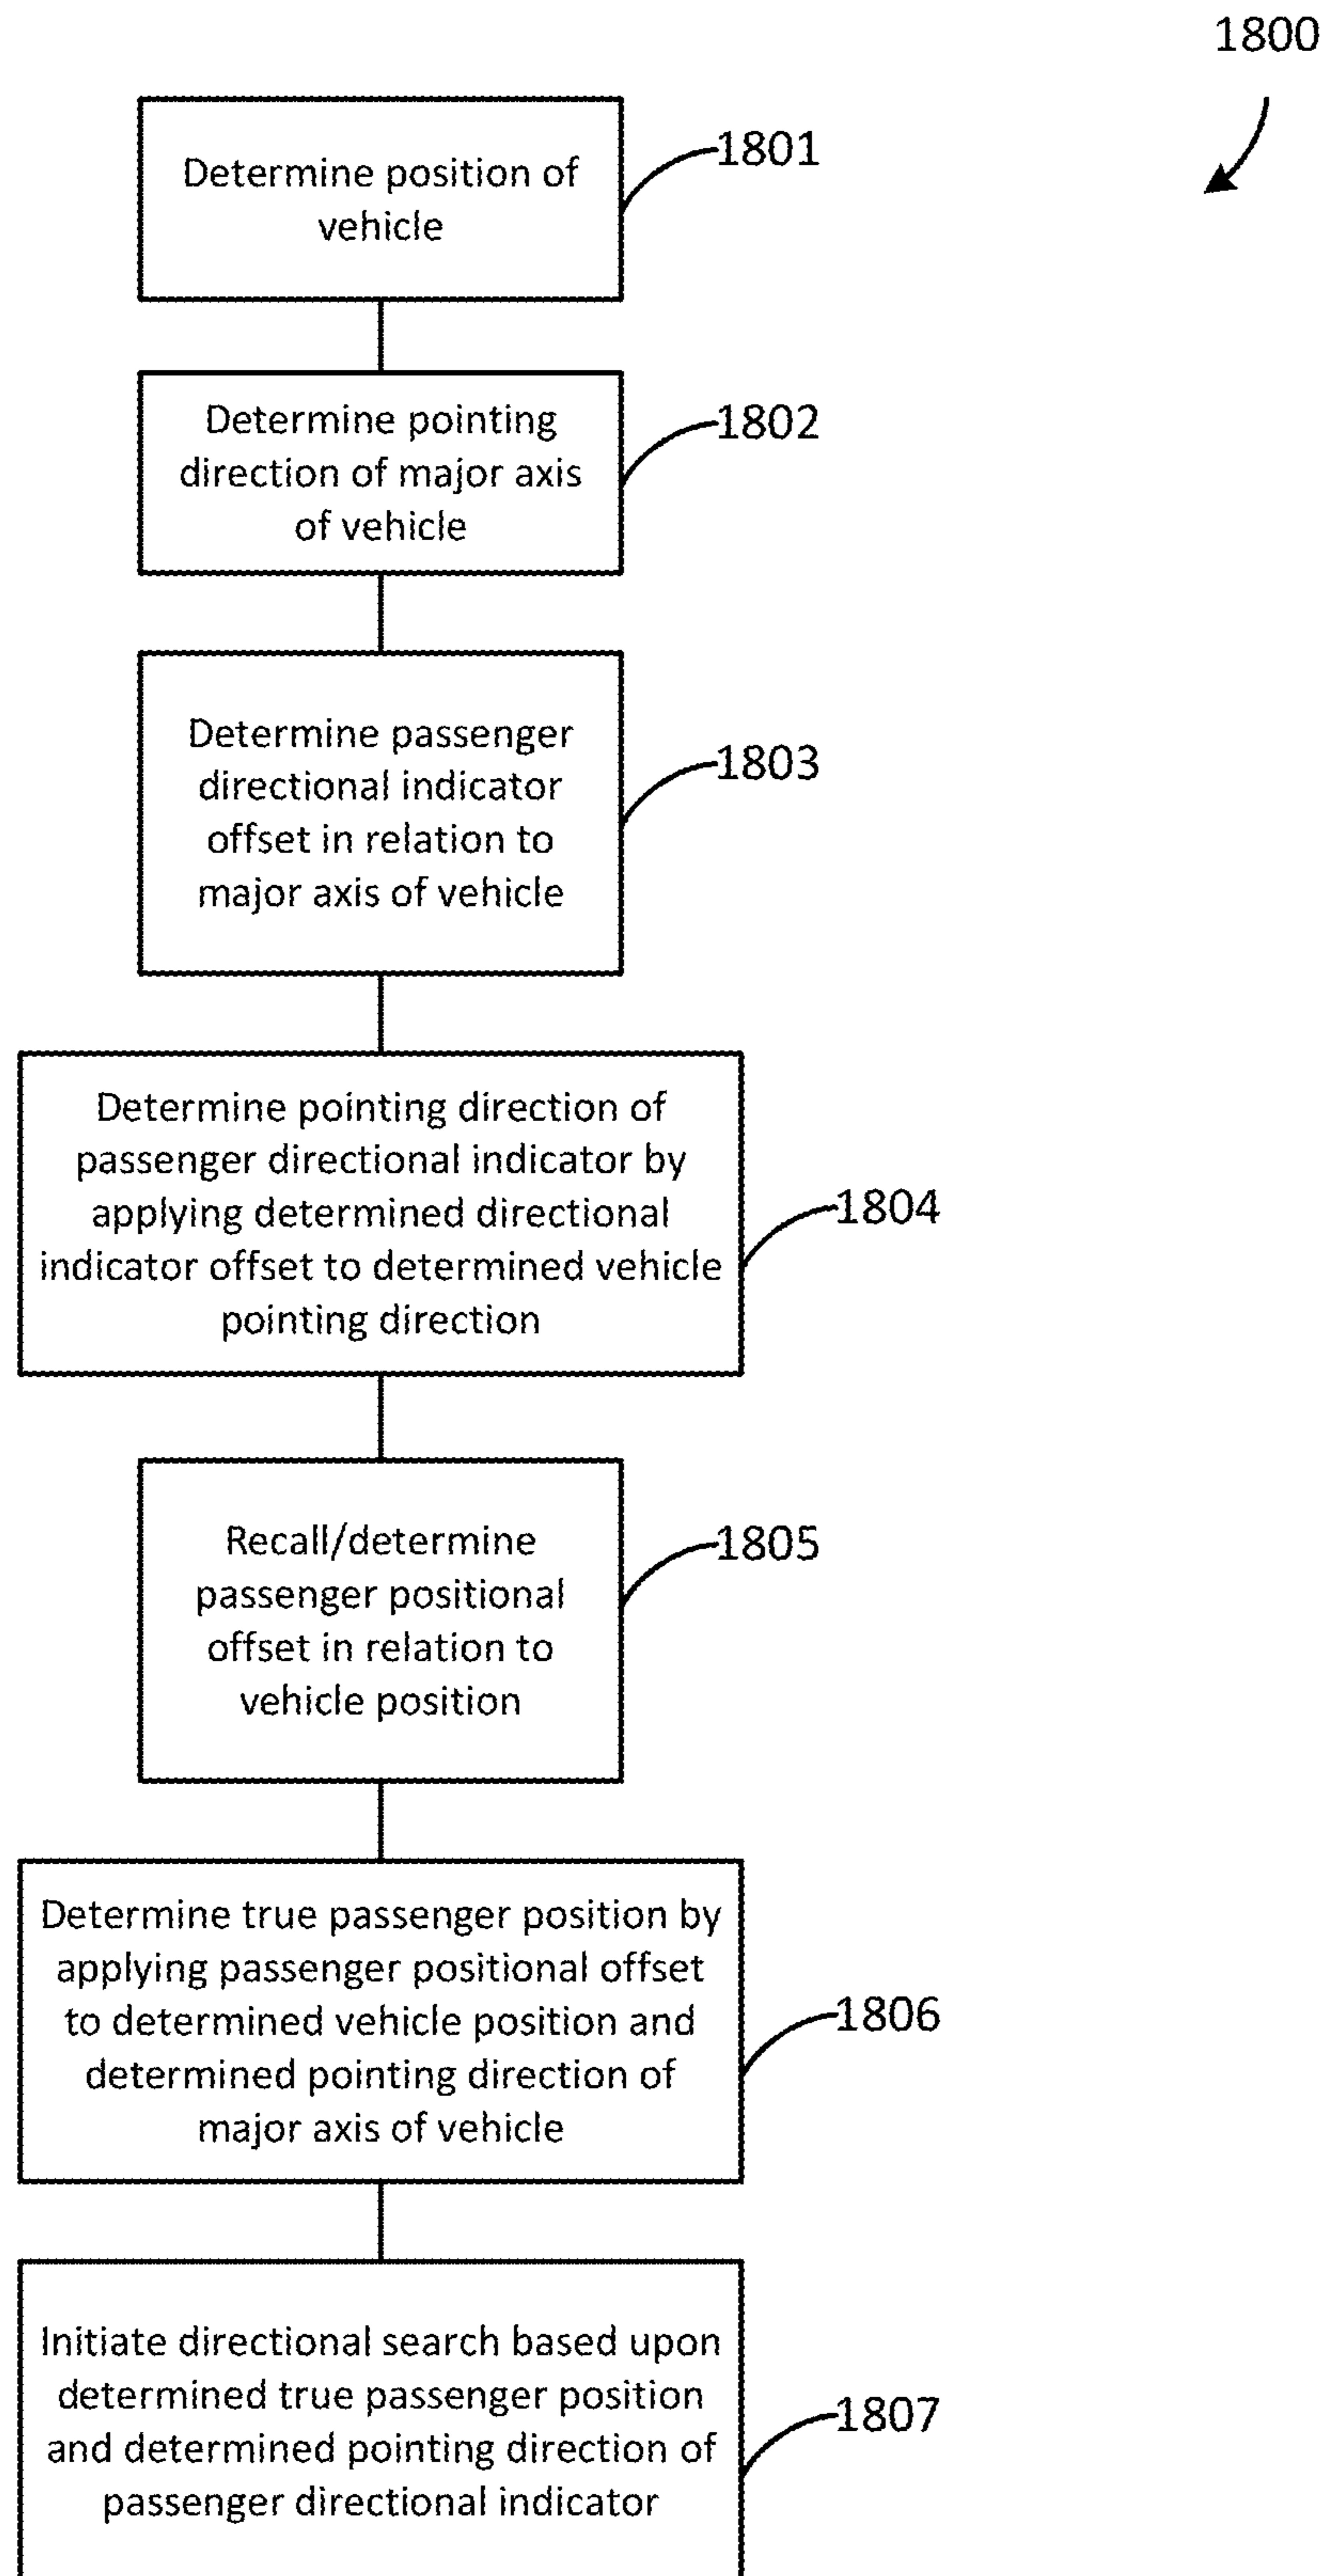 1800
Determine position of
vehicle
1801
Determine pointing
direction of major axis
of vehicle
1802
Determine passenger
directional indicator
offset in relation to
major axis of vehicle
1803
Determine pointing direction of
passenger directional indicator by
applying determined directional
indicator offset to determined vehicle
pointing direction
1804
Recall/determine
passenger positional
offset in relation to
vehicle position
1805
Determine true passenger position by
applying passenger positional offset
to determined vehicle position and
determined pointing direction of
major axis of vehicle
1806
Initiate directional search based upon
determined true passenger position
and determined pointing direction of
passenger directional indicator
1807